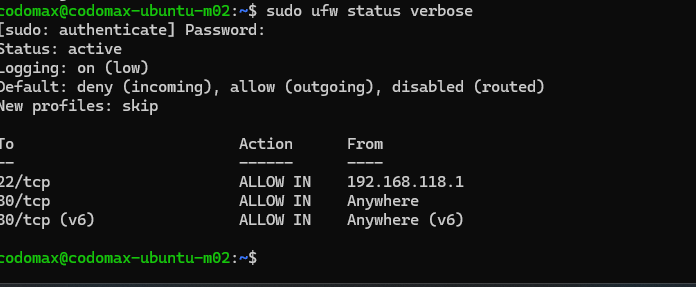 codomax@codomax-ubuntu-m02:~$ sudo ufw status verbose
[sudo: authenticate] Password:
Status: active
Logging: on (low)
Default: deny (incoming), allow (outgoing), disabled (routed)
New profiles: skip
To                         Action      From
--                         ------      ----
22/tcp                     ALLOW IN    192.168.118.1
80/tcp                     ALLOW IN    Anywhere
80/tcp (v6)                ALLOW IN    Anywhere (v6)
codomax@codomax-ubuntu-m02:~$